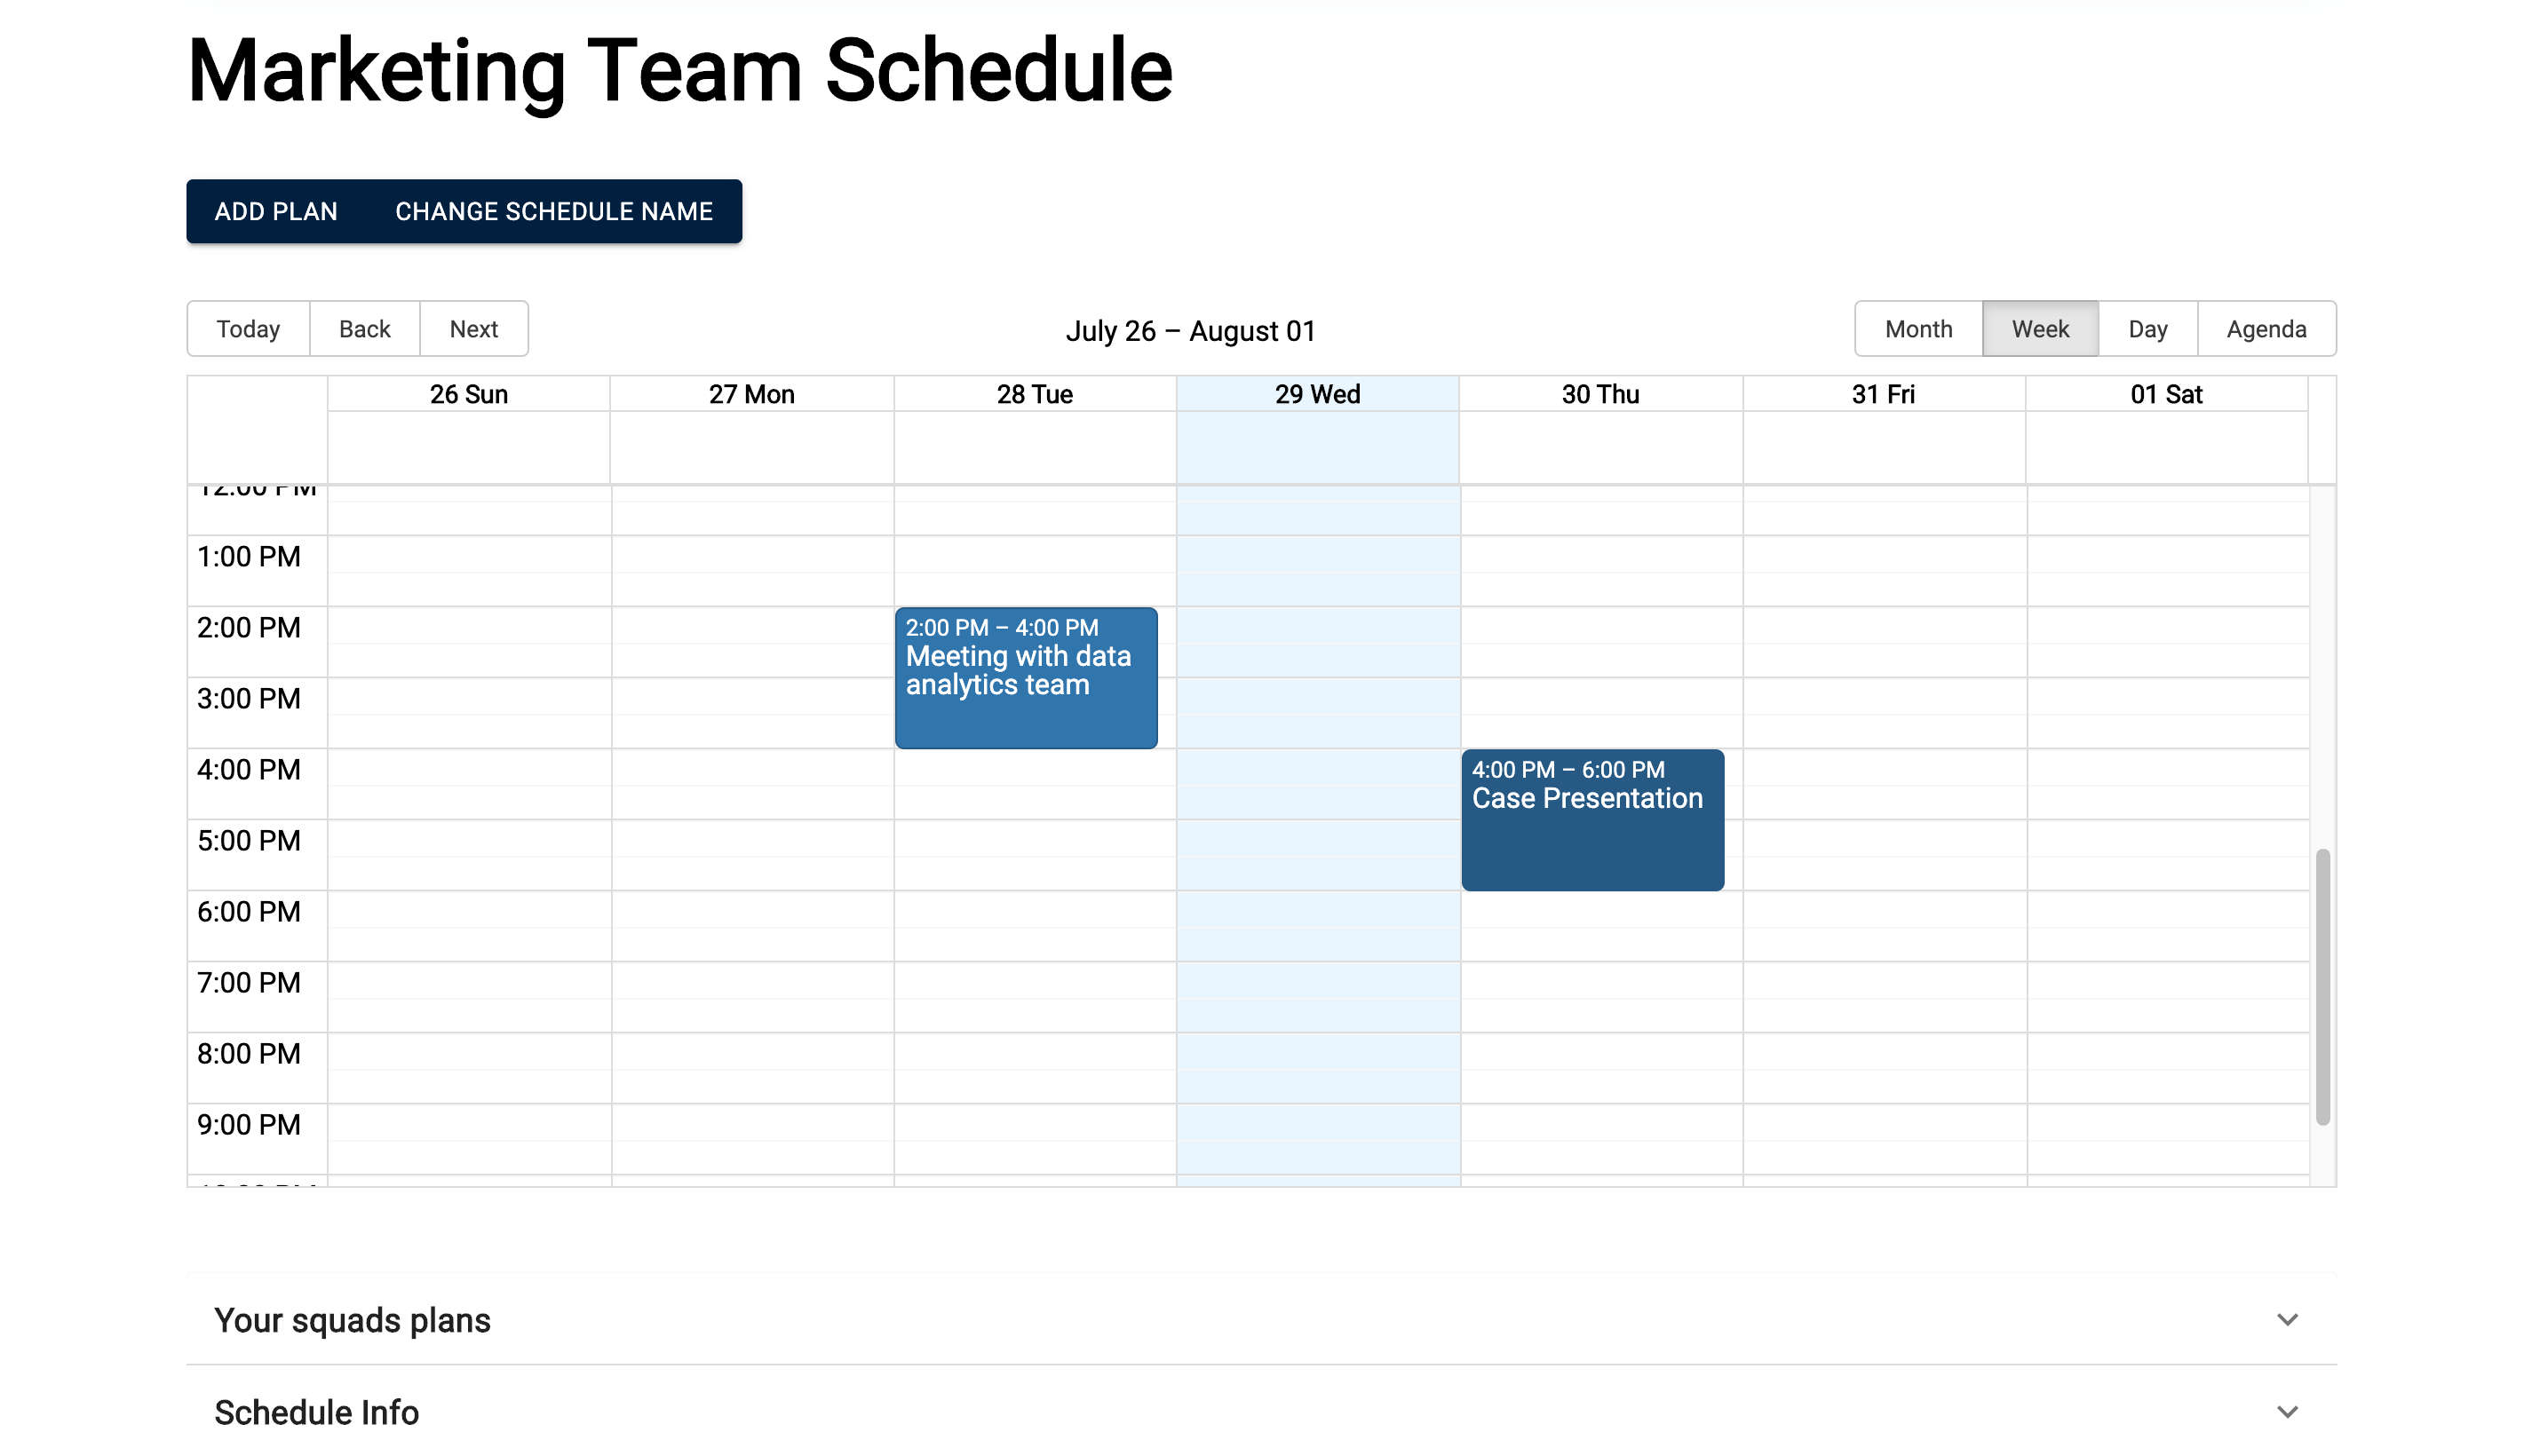 Marketing Team Schedule
ADD PLAN CHANGE SCHEDULE NAME
Today Back Next July 26 – August 01 Month Week Day Agenda
26 Sun 27 Mon 28 Tue 29 Wed 30 Thu 31 Fri 01 Sat
12:00 PM
1:00 PM
2:00 PM
2:00 PM – 4:00 PM
Meeting with data
analytics team
3:00 PM
4:00 PM
4:00 PM – 6:00 PM
Case Presentation
5:00 PM
6:00 PM
7:00 PM
8:00 PM
9:00 PM
Your squads plans
Schedule Info